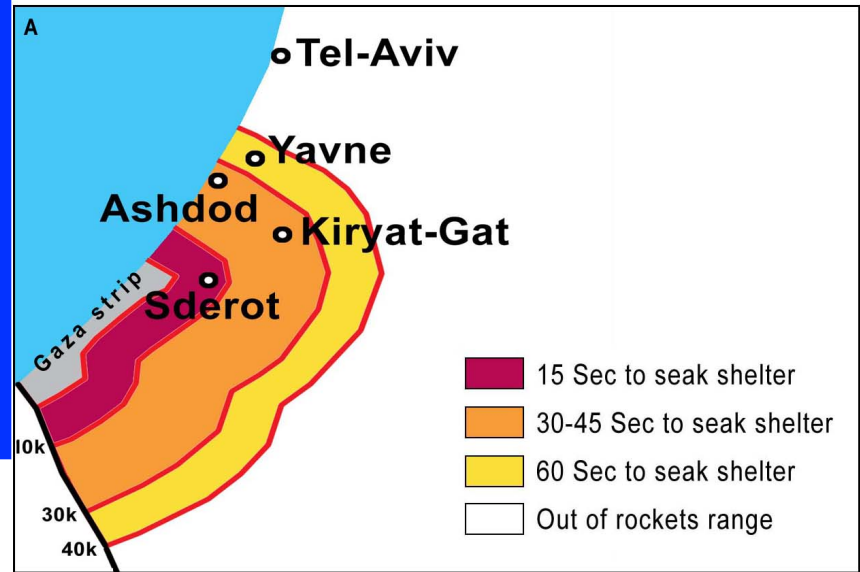 A
Tel-Aviv
Yavne
Ashdod
Kiryat-Gat
Sderot
Gaza strip
15 Sec to seak shelter
30-45 Sec to seak shelter
60 Sec to seak shelter
Out of rockets range
10k
30k
40k